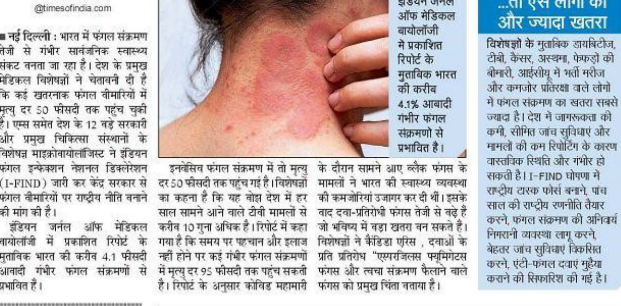 @timesofindia.com
■ नई दिल्ली : भारत में फंगल संक्रमण
तेजी से गंभीर सार्वजनिक स्वास्थ्य
संकट बनता जा रहा है। देश के प्रमुख
मेडिकल विशेषज्ञों ने चेतावनी दी है
कि कई खतरनाक फंगल बीमारियों में
मृत्यु दर 50 फीसदी तक पहुंच चुकी
है। एम्स समेत देश के 12 बड़े सरकारी
और प्रमुख चिकित्सा संस्थानों के
विशेषज्ञ माइक्रोबायोलॉजिस्ट ने इंडियन
फंगल इन्फेक्शन नेशनल डिक्लेरेशन
(I-FIND) जारी कर केंद्र सरकार से
फंगल बीमारियों पर राष्ट्रीय नीति बनाने
की मांग की है।
इंडियन जर्नल ऑफ मेडिकल
बायोलॉजी में प्रकाशित रिपोर्ट के
मुताबिक भारत की करीब 4.1 फीसदी
आबादी गंभीर फंगल संक्रमणों से
प्रभावित है।
इनवेसिव फंगल संक्रमण में तो मृत्यु
दर 50 फीसदी तक पहुंच गई है। विशेषज्ञों
का कहना है कि यह बोझ देश में हर
साल सामने आने वाले टीबी मामलों से
करीब 10 गुना अधिक है। रिपोर्ट में कहा
गया है कि समय पर पहचान और इलाज
नहीं होने पर कई गंभीर फंगल संक्रमणों
में मृत्यु दर 95 फीसदी तक पहुंच सकती
है। रिपोर्ट के अनुसार कोविड महामारी
के दौरान सामने आए ब्लैक फंगस के
मामलों ने भारत की स्वास्थ्य व्यवस्था
की कमजोरियां उजागर कर दी थीं। इसके
बाद दवा-प्रतिरोधी फंगस तेजी से बढ़े हैं
जो भविष्य में बड़ा खतरा बन सकते हैं।
विशेषज्ञों ने कैंडिडा एरिस , दवाओं के
प्रति प्रतिरोध "एस्परजिलस फ्यूमिगेटस
फंगस और त्वचा संक्रमण फैलाने वाले
फंगस को प्रमुख चिंता बताया है।
इंडियन जर्नल
ऑफ मेडिकल
बायोलॉजी
में प्रकाशित
रिपोर्ट के
मुताबिक भारत
की करीब
4.1% आबादी
गंभीर फंगल
संक्रमणों से
प्रभावित है।
...तो ऐसे लोगों को
और ज्यादा खतरा
विशेषज्ञों के मुताबिक डायबिटीज,
टीबी, कैंसर, अस्थमा, फेफड़ों की
बीमारी, आईसीयू में भर्ती मरीज
और कमजोर प्रतिरक्षा वाले लोगों
में फंगल संक्रमण का खतरा सबसे
ज्यादा है। देश में जागरूकता की
कमी, सीमित जांच सुविधाएं और
मामलों की कम रिपोर्टिंग के कारण
वास्तविक स्थिति और गंभीर हो
सकती है। I-FIND घोषणा में
राष्ट्रीय टास्क फोर्स बनाने, पांच
साल की राष्ट्रीय रणनीति तैयार
करने, फंगल संक्रमण की अनिवार्य
निगरानी व्यवस्था लागू करने,
बेहतर जांच सुविधाएं विकसित
करने, एंटी-फंगल दवाएं मुहैया
कराने की सिफारिश की गई है।